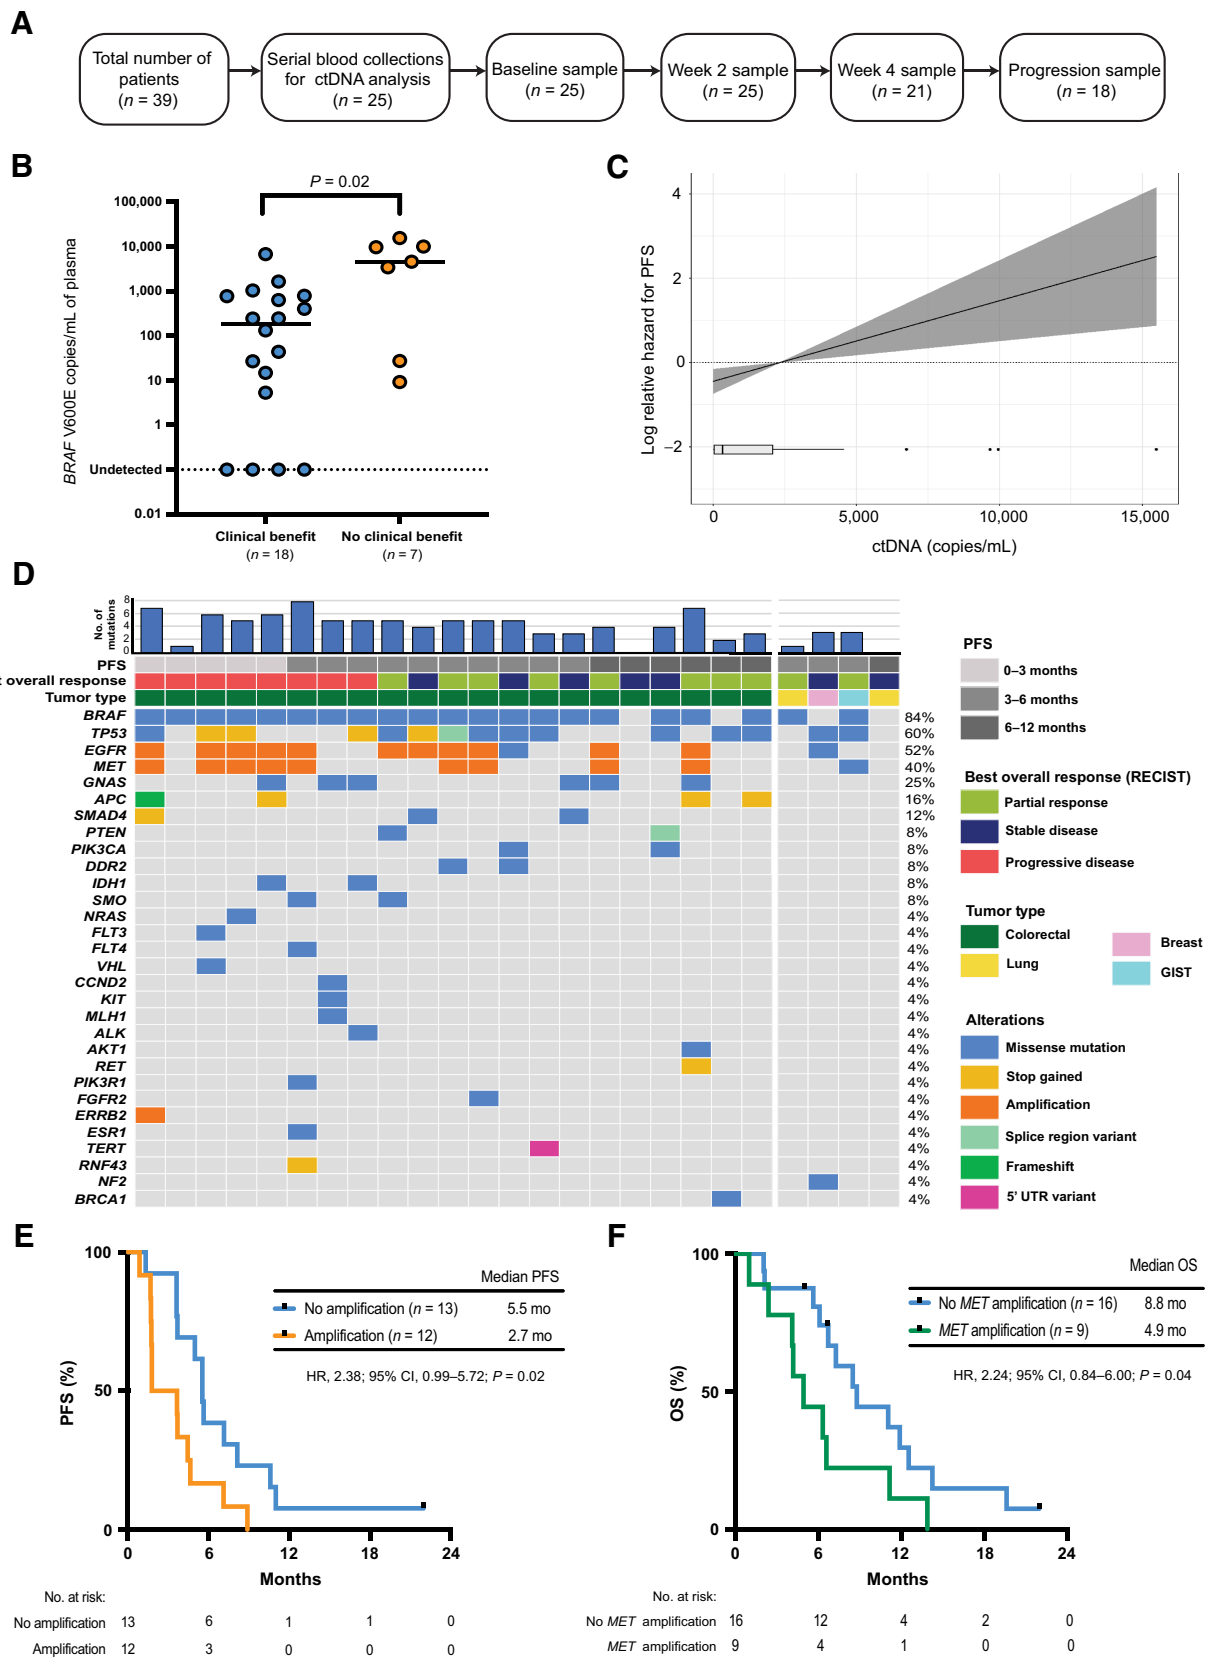 A
Total number of
patients
(n = 39)
Serial blood collections
for ctDNA analysis
(n = 25)
Baseline sample
(n = 25)
Week 2 sample
(n = 25)
Week 4 sample
(n = 21)
Progression sample
(n = 18)
B
P = 0.02
BRAF V600E copies/mL of plasma
100,000
10,000
1,000
100
10
1
Undetected
0.01
Clinical benefit
(n = 18)
No clinical benefit
(n = 7)
C
Log relative hazard for PFS
4
2
0
−2
0
5,000
10,000
15,000
ctDNA (copies/mL)
D
No. of
mutations
8
6
4
2
0
PFS
t overall response
Tumor type
BRAF 84%
TP53 60%
EGFR 52%
MET 40%
GNAS 25%
APC 16%
SMAD4 12%
PTEN 8%
PIK3CA 8%
DDR2 8%
IDH1 8%
SMO 8%
NRAS 4%
FLT3 4%
FLT4 4%
VHL 4%
CCND2 4%
KIT 4%
MLH1 4%
ALK 4%
AKT1 4%
RET 4%
PIK3R1 4%
FGFR2 4%
ERRB2 4%
ESR1 4%
TERT 4%
RNF43 4%
NF2 4%
BRCA1 4%
PFS
0–3 months
3–6 months
6–12 months
Best overall response (RECIST)
Partial response
Stable disease
Progressive disease
Tumor type
Colorectal
Lung
Breast
GIST
Alterations
Missense mutation
Stop gained
Amplification
Splice region variant
Frameshift
5' UTR variant
E
PFS (%)
100
50
0
0 6 12 18 24
Months
Median PFS
No amplification (n = 13) 5.5 mo
Amplification (n = 12) 2.7 mo
HR, 2.38; 95% CI, 0.99–5.72; P = 0.02
No. at risk:
No amplification 13 6 1 1 0
Amplification 12 3 0 0 0
F
OS (%)
100
50
0
0 6 12 18 24
Months
Median OS
No MET amplification (n = 16) 8.8 mo
MET amplification (n = 9) 4.9 mo
HR, 2.24; 95% CI, 0.84–6.00; P = 0.04
No. at risk:
No MET amplification 16 12 4 2 0
MET amplification 9 4 1 0 0